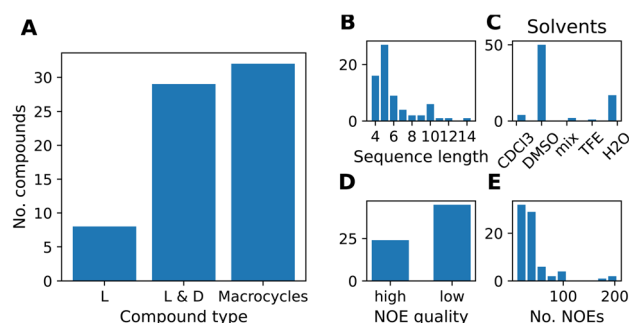 A
No. compounds
30
25
20
15
10
5
0
L
L & D
Macrocycles
Compound type
B
20
0
4 6 8 10 12 14
Sequence length
C
Solvents
50
0
CDCl3
DMSO
mix
TFE
H2O
D
25
0
high
low
NOE quality
E
20
0
100
200
No. NOEs